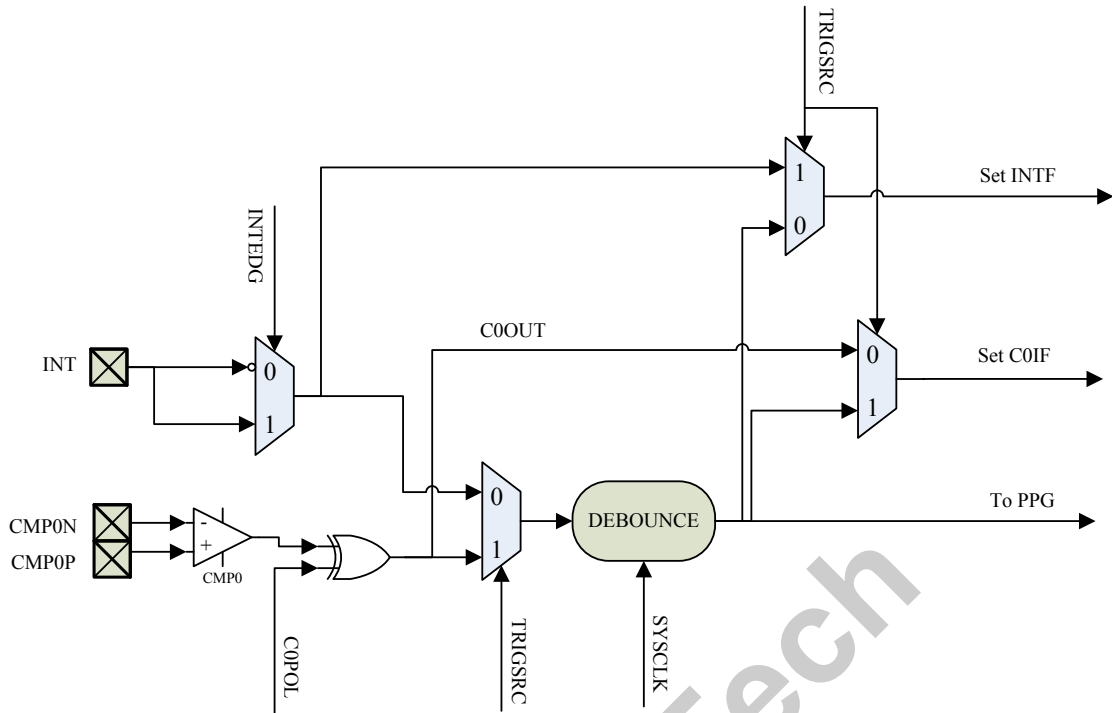 TRIGSRC
1
0
Set INTF
INTEDG
C0OUT
0
Set C0IF
1
INT
0
1
CMP0N
CMP0P
-
+
CMP0
0
1
DEBOUNCE
To PPG
C0POL
TRIGSRC
SYSCLK
Tech